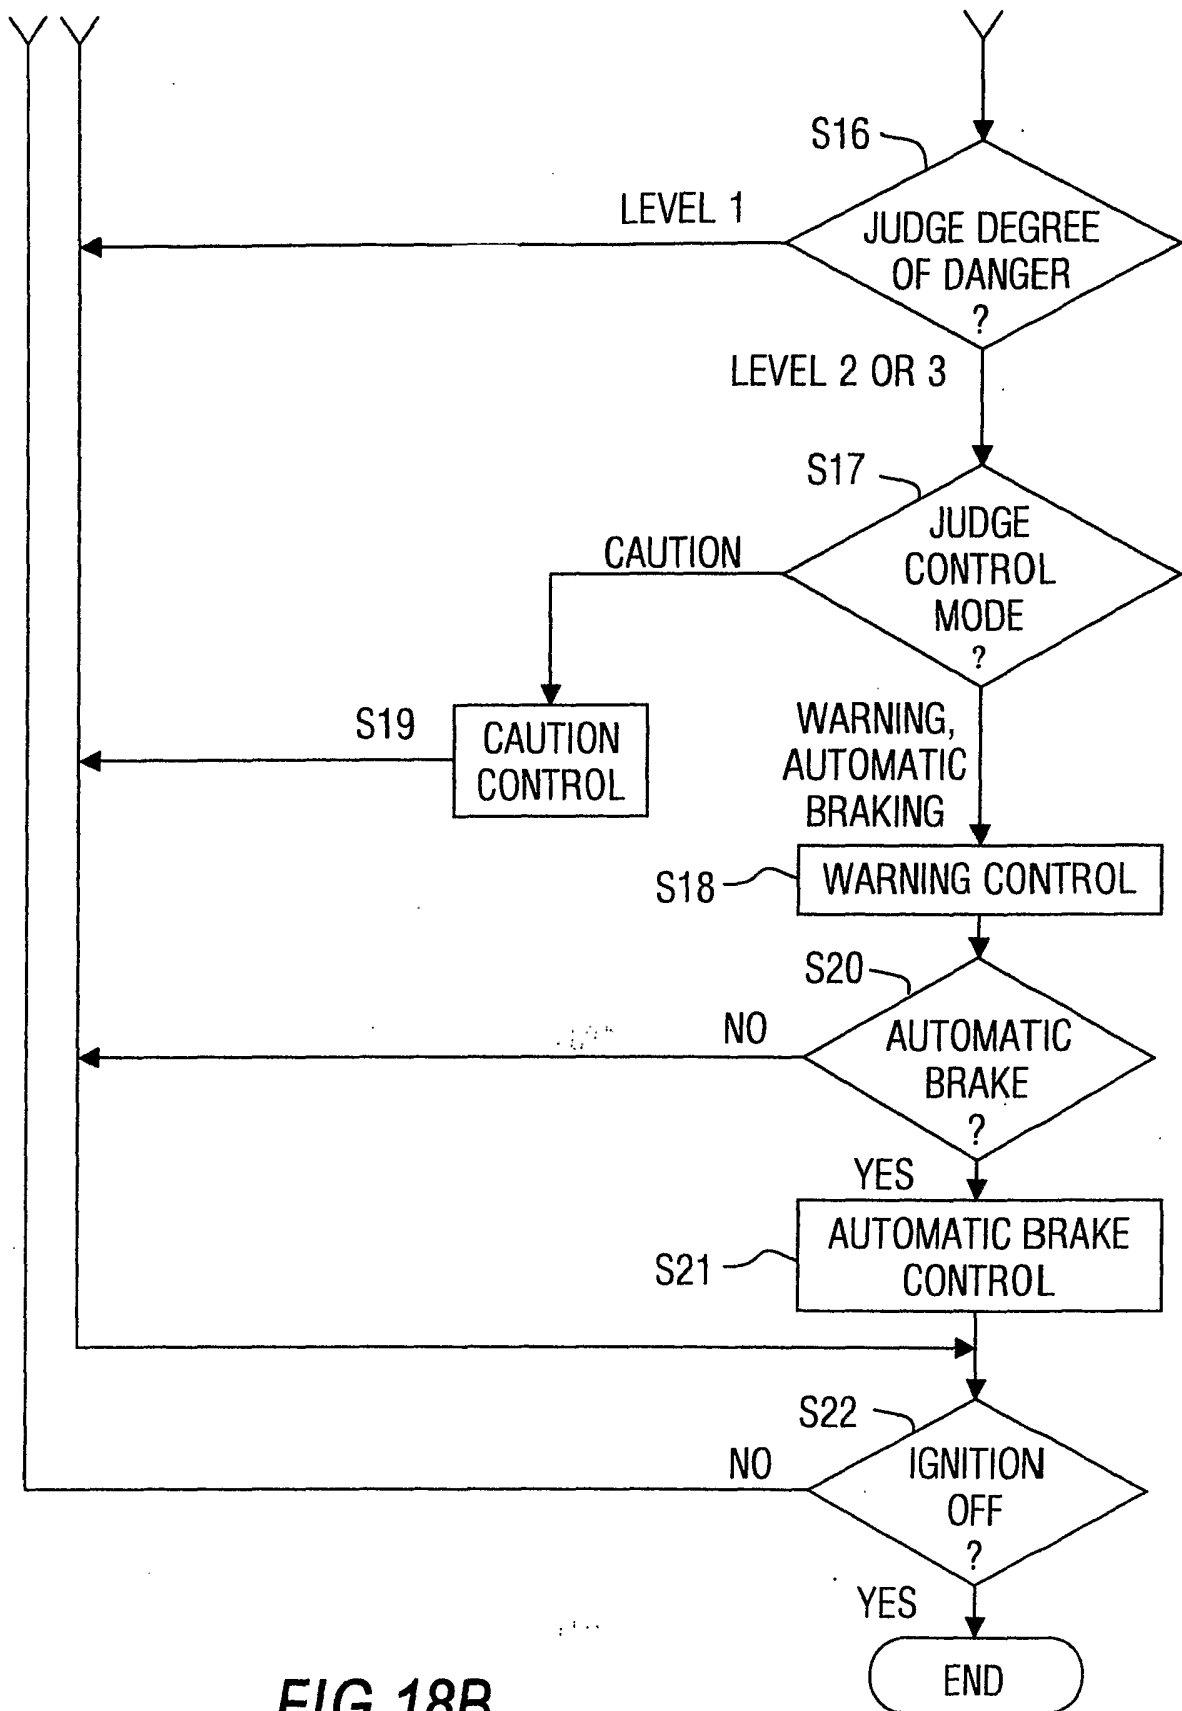 S16
LEVEL 1
JUDGE DEGREE
OF DANGER
?
LEVEL 2 OR 3
S17
CAUTION
JUDGE
CONTROL
MODE
?
S19
CAUTION
CONTROL
WARNING,
AUTOMATIC
BRAKING
S18
WARNING CONTROL
S20
NO
AUTOMATIC
BRAKE
?
YES
S21
AUTOMATIC BRAKE
CONTROL
S22
NO
IGNITION
OFF
?
YES
END
FIG.18B